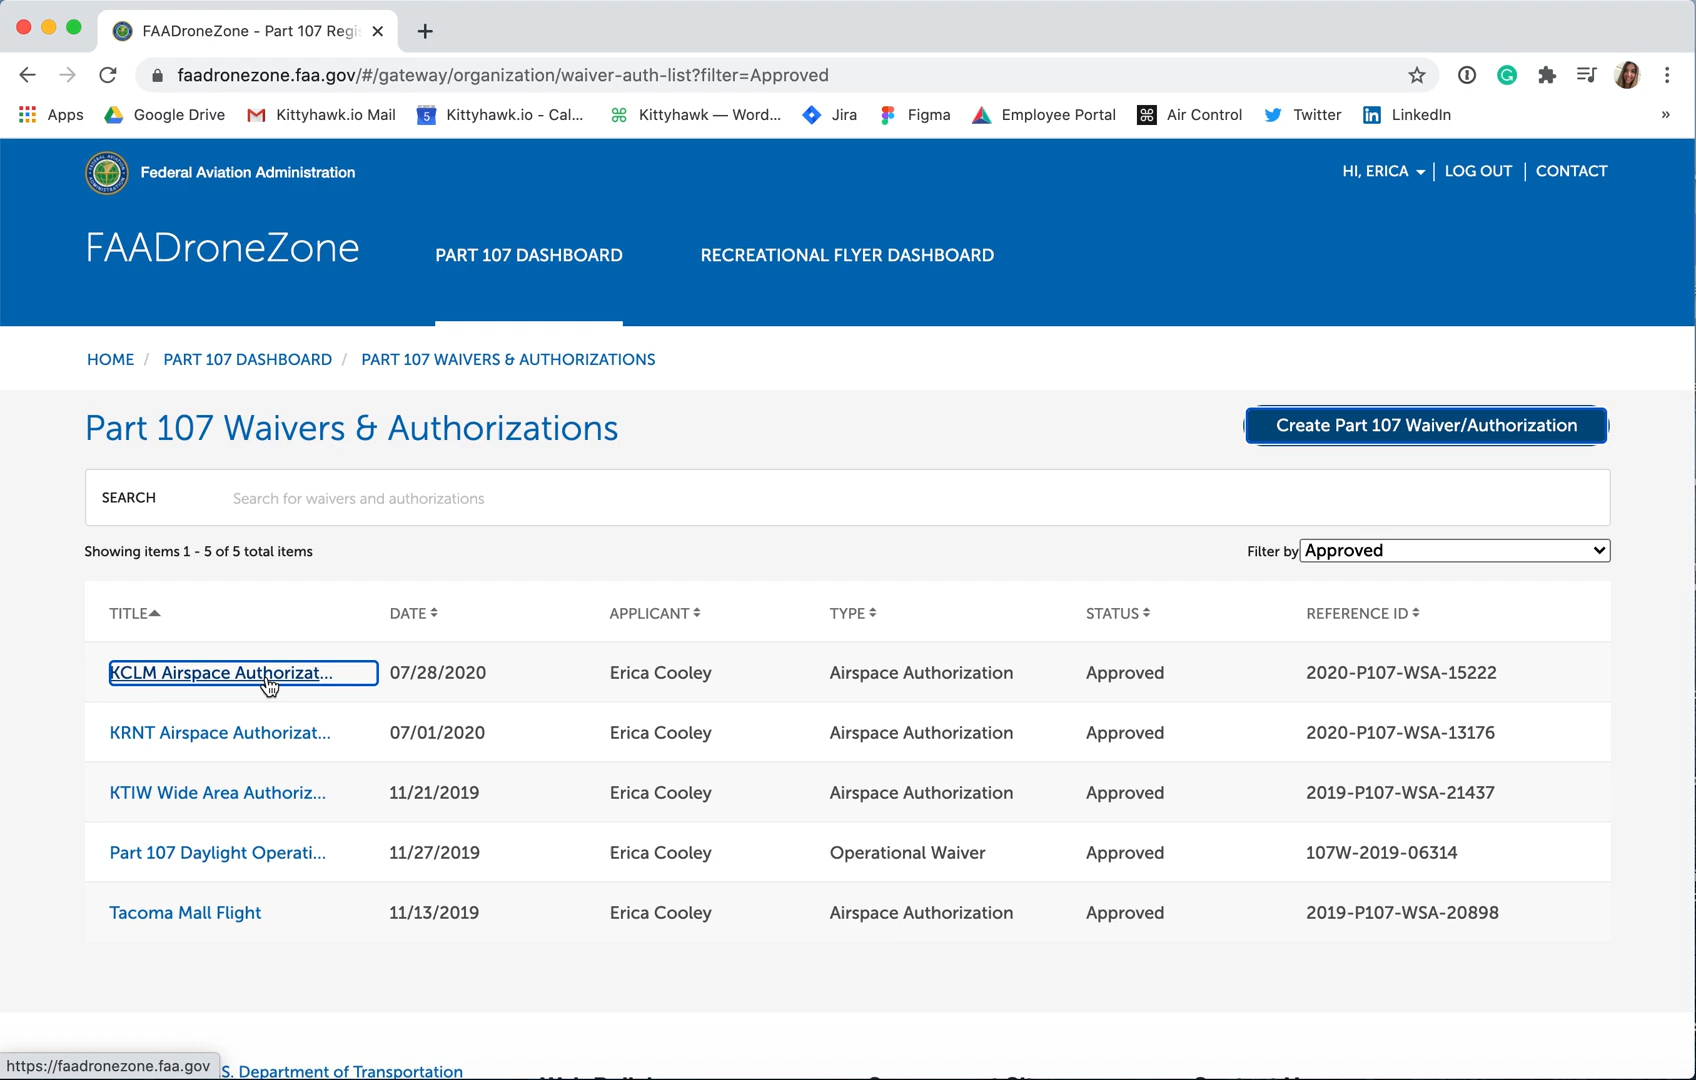 FAADroneZone - Part 107 Regi
faadronezone.faa.gov/#/gateway/organization/waiver-auth-list?filter=Approved
Apps Google Drive Kittyhawk.io Mail 5 Kittyhawk.io - Cal... Kittyhawk — Word... Jira Figma Employee Portal Air Control Twitter LinkedIn »
Federal Aviation Administration
HI, ERICA | LOG OUT | CONTACT
FAADroneZone PART 107 DASHBOARD RECREATIONAL FLYER DASHBOARD
HOME / PART 107 DASHBOARD / PART 107 WAIVERS & AUTHORIZATIONS
Part 107 Waivers & Authorizations Create Part 107 Waiver/Authorization
SEARCH Search for waivers and authorizations
Showing items 1 - 5 of 5 total items Filter by Approved
TITLE DATE APPLICANT TYPE STATUS REFERENCE ID
KCLM Airspace Authorizat... 07/28/2020 Erica Cooley Airspace Authorization Approved 2020-P107-WSA-15222
KRNT Airspace Authorizat... 07/01/2020 Erica Cooley Airspace Authorization Approved 2020-P107-WSA-13176
KTIW Wide Area Authoriz... 11/21/2019 Erica Cooley Airspace Authorization Approved 2019-P107-WSA-21437
Part 107 Daylight Operati... 11/27/2019 Erica Cooley Operational Waiver Approved 107W-2019-06314
Tacoma Mall Flight 11/13/2019 Erica Cooley Airspace Authorization Approved 2019-P107-WSA-20898
https://faadronezone.faa.gov S. Department of Transportation